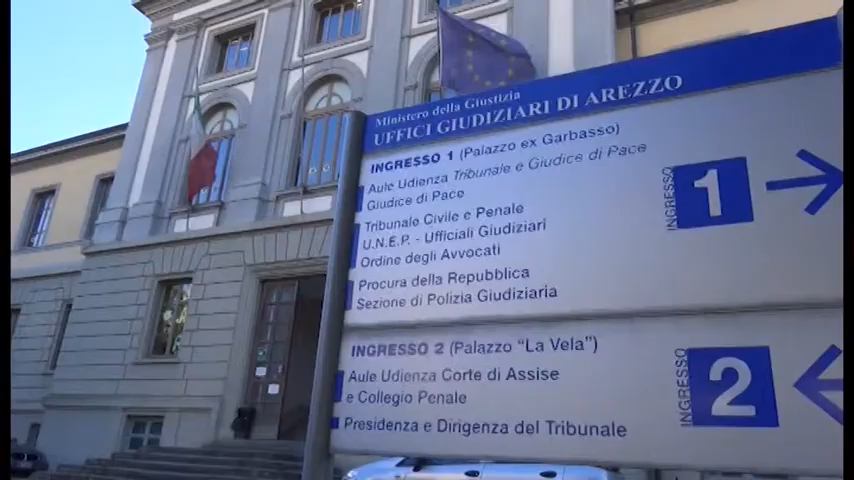 Ministero della Giustizia
UFFICI GIUDIZIARI DI AREZZO
INGRESSO 1 (Palazzo ex Garbasso)
Aule Udienza Tribunale e Giudice di Pace
Giudice di Pace
Tribunale Civile e Penale
U.N.E.P. - Ufficiali Giudiziari
Ordine degli Avvocati
Procura della Repubblica
Sezione di Polizia Giudiziaria
INGRESSO 1
INGRESSO 2 (Palazzo "La Vela")
Aule Udienza Corte di Assise
e Collegio Penale
Presidenza e Dirigenza del Tribunale
INGRESSO 2